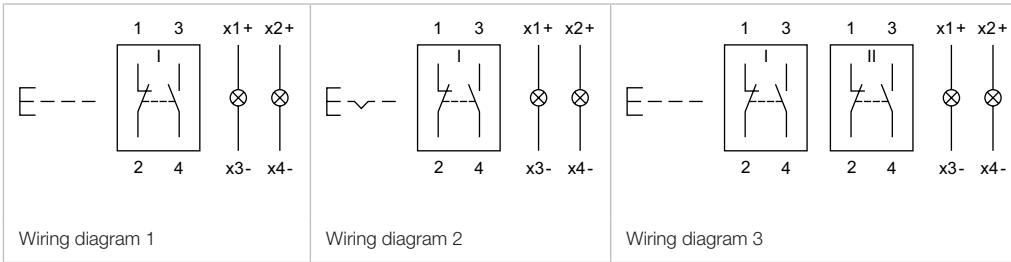 1 3 x1+ x2+
I
2 4 x3- x4-
Wiring diagram 1
1 3 x1+ x2+
I
2 4 x3- x4-
Wiring diagram 2
1 3 1 3 x1+ x2+
I II
2 4 2 4 x3- x4-
Wiring diagram 3